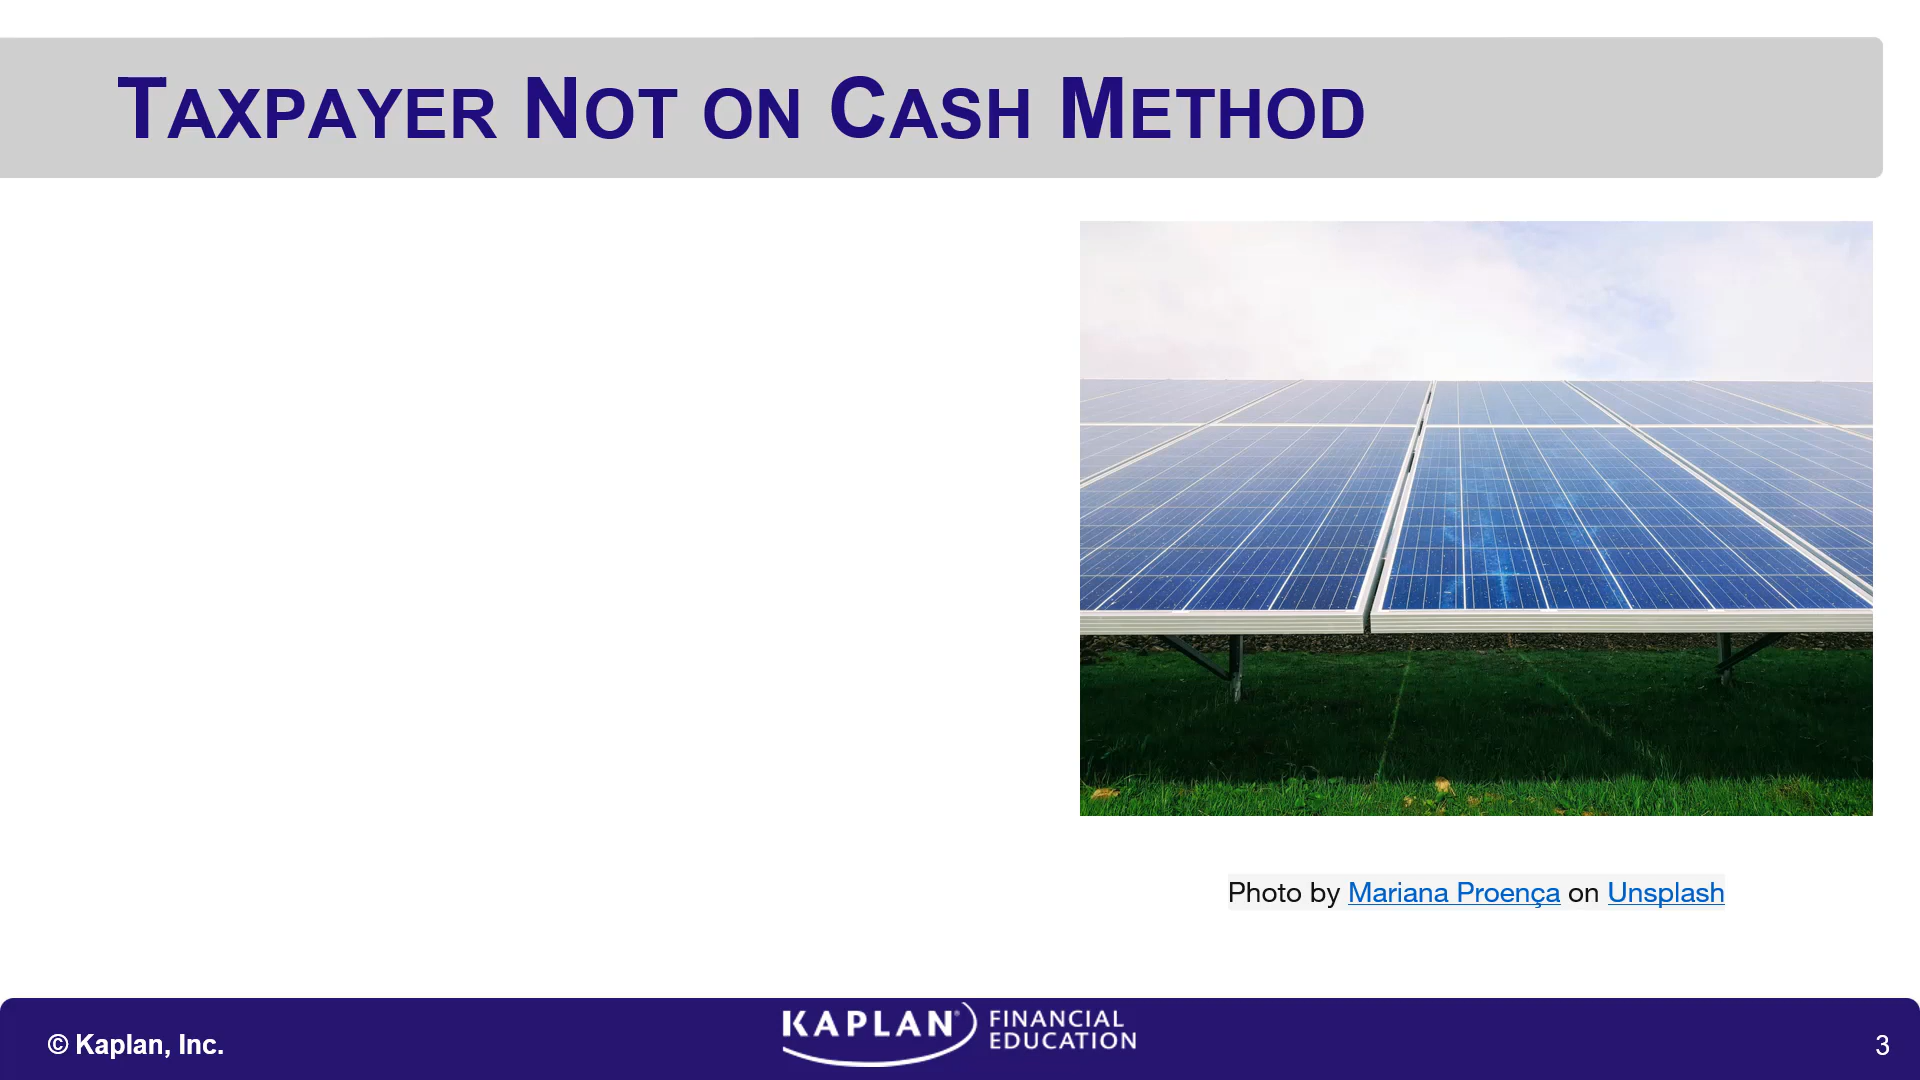 TAXPAYER NOT ON CASH METHOD
Photo by Mariana Proença on Unsplash
© Kaplan, Inc.
KAPLAN® FINANCIAL
EDUCATION
3